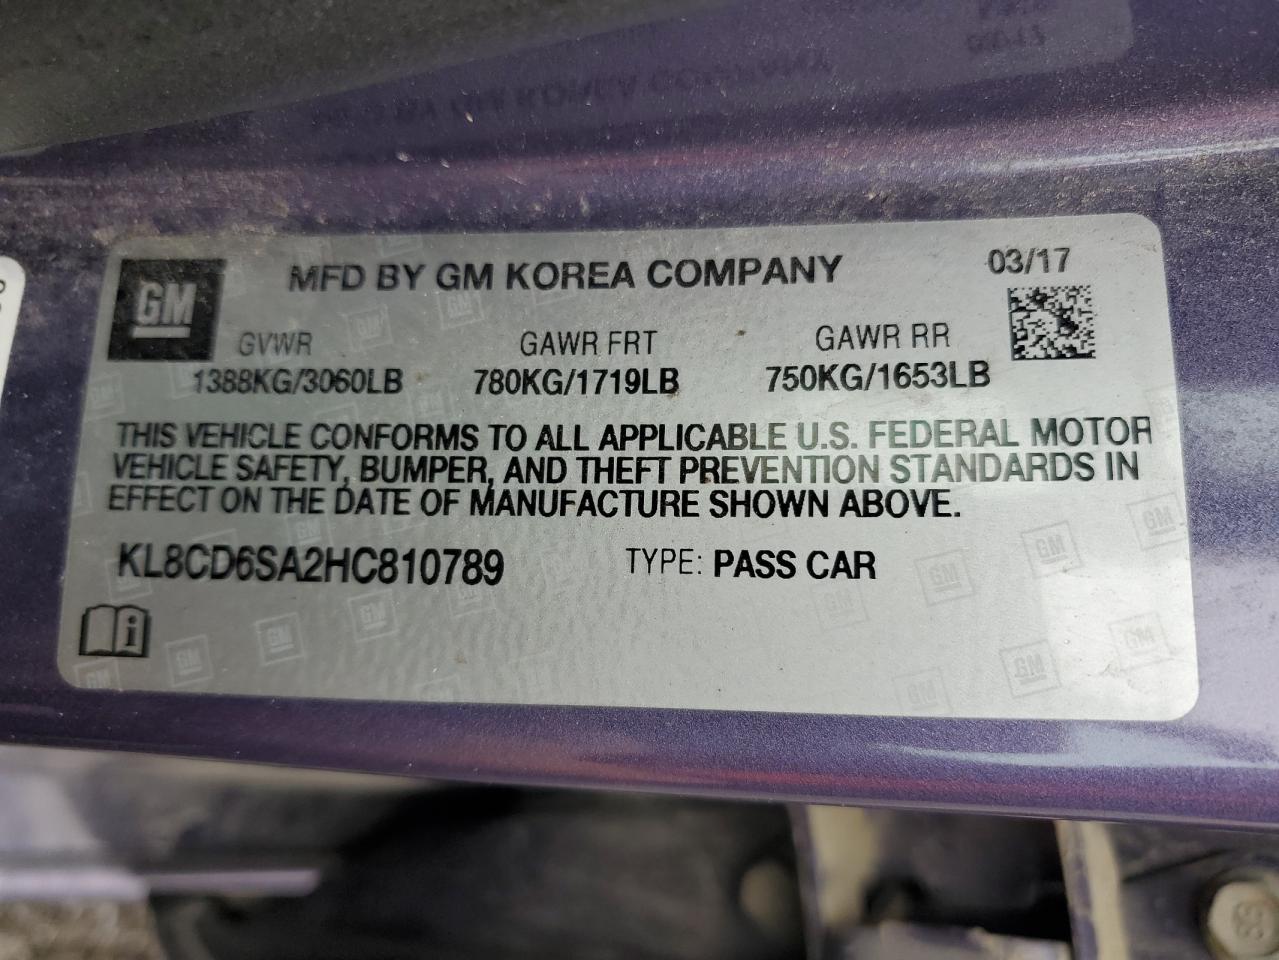 MFD BY GM KOREA COMPANY 03/17
GM
GVWR GAWR FRT GAWR RR
1388KG/3060LB 780KG/1719LB 750KG/1653LB
THIS VEHICLE CONFORMS TO ALL APPLICABLE U.S. FEDERAL MOTOR
VEHICLE SAFETY, BUMPER, AND THEFT PREVENTION STANDARDS IN
EFFECT ON THE DATE OF MANUFACTURE SHOWN ABOVE.
KL8CD6SA2HC810789 TYPE: PASS CAR